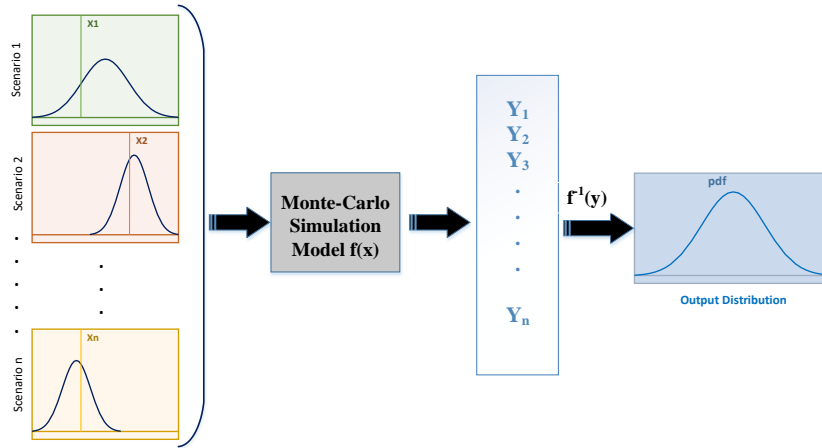 Scenario 1
X1
Scenario 2
X2
Scenario n
Xn
Monte-Carlo
Simulation
Model f(x)
Y₁
Y₂
Y₃
Yₙ
f⁻¹(y)
pdf
Output Distribution